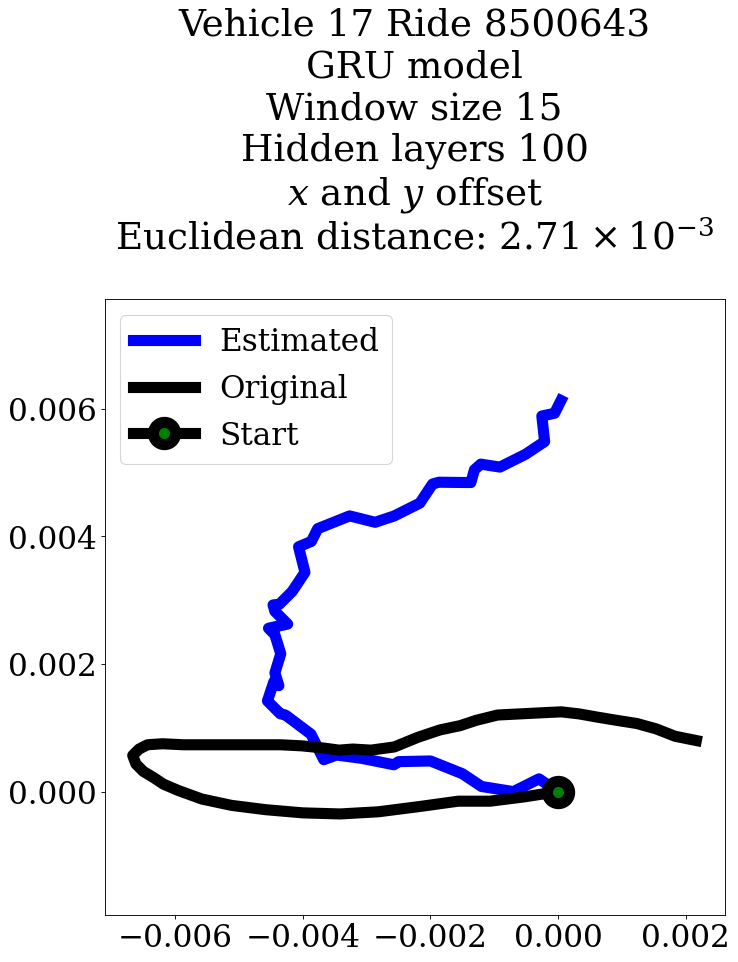 Vehicle 17 Ride 8500643
GRU model
Window size 15
Hidden layers 100
x and y offset
Euclidean distance: 2.71 × 10⁻³
Estimated
Original
Start
0.006
0.004
0.002
0.000
−0.006 −0.004 −0.002 0.000 0.002